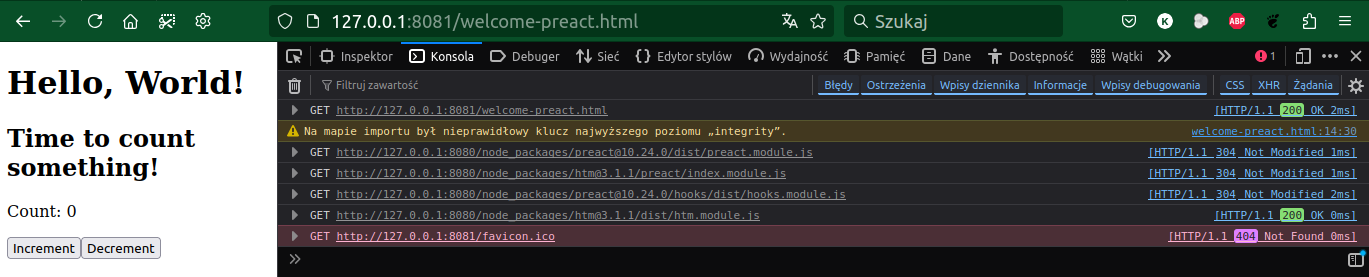 127.0.0.1:8081/welcome-preact.html
Szukaj
K
ABP
Inspektor
Konsola
Debuger
Sieć
Edytor stylów
Wydajność
Pamięć
Dane
Dostępność
Wątki
1
Filtruj zawartość
Błędy
Ostrzeżenia
Wpisy dziennika
Informacje
Wpisy debugowania
CSS
XHR
Żądania
Hello, World!
Time to count
something!
Count: 0
Increment
Decrement
GET http://127.0.0.1:8081/welcome-preact.html [HTTP/1.1 200 OK 2ms]
Na mapie importu był nieprawidłowy klucz najwyższego poziomu „integrity”. welcome-preact.html:14:30
GET http://127.0.0.1:8080/node_packages/preact@10.24.0/dist/preact.module.js [HTTP/1.1 304 Not Modified 1ms]
GET http://127.0.0.1:8080/node_packages/htm@3.1.1/preact/index.module.js [HTTP/1.1 304 Not Modified 1ms]
GET http://127.0.0.1:8080/node_packages/preact@10.24.0/hooks/dist/hooks.module.js [HTTP/1.1 304 Not Modified 2ms]
GET http://127.0.0.1:8080/node_packages/htm@3.1.1/dist/htm.module.js [HTTP/1.1 200 OK 0ms]
GET http://127.0.0.1:8081/favicon.ico [HTTP/1.1 404 Not Found 0ms]